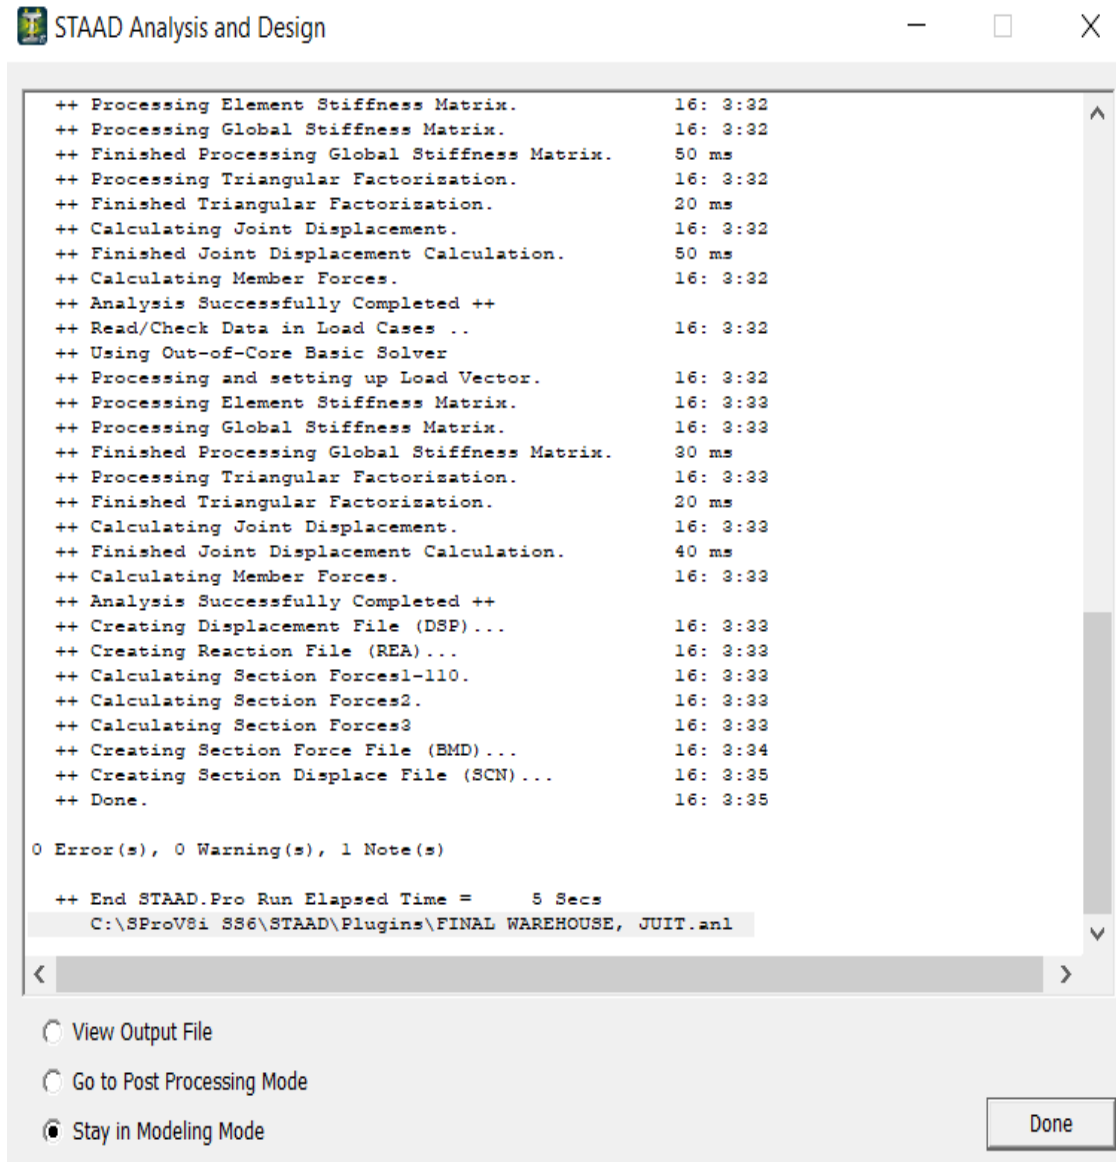 STAAD Analysis and Design
++ Processing Element Stiffness Matrix. 16: 3:32
++ Processing Global Stiffness Matrix. 16: 3:32
++ Finished Processing Global Stiffness Matrix. 50 ms
++ Processing Triangular Factorization. 16: 3:32
++ Finished Triangular Factorization. 20 ms
++ Calculating Joint Displacement. 16: 3:32
++ Finished Joint Displacement Calculation. 50 ms
++ Calculating Member Forces. 16: 3:32
++ Analysis Successfully Completed ++
++ Read/Check Data in Load Cases .. 16: 3:32
++ Using Out-of-Core Basic Solver
++ Processing and setting up Load Vector. 16: 3:32
++ Processing Element Stiffness Matrix. 16: 3:33
++ Processing Global Stiffness Matrix. 16: 3:33
++ Finished Processing Global Stiffness Matrix. 30 ms
++ Processing Triangular Factorization. 16: 3:33
++ Finished Triangular Factorization. 20 ms
++ Calculating Joint Displacement. 16: 3:33
++ Finished Joint Displacement Calculation. 40 ms
++ Calculating Member Forces. 16: 3:33
++ Analysis Successfully Completed ++
++ Creating Displacement File (DSP)... 16: 3:33
++ Creating Reaction File (REA)... 16: 3:33
++ Calculating Section Forces1-110. 16: 3:33
++ Calculating Section Forces2. 16: 3:33
++ Calculating Section Forces3 16: 3:33
++ Creating Section Force File (BMD)... 16: 3:34
++ Creating Section Displace File (SCN)... 16: 3:35
++ Done. 16: 3:35
0 Error(s), 0 Warning(s), 1 Note(s)
++ End STAAD.Pro Run Elapsed Time = 5 Secs
C:\SProV8i SS6\STAAD\Plugins\FINAL WAREHOUSE, JUIT.anl
View Output File
Go to Post Processing Mode
Stay in Modeling Mode
Done